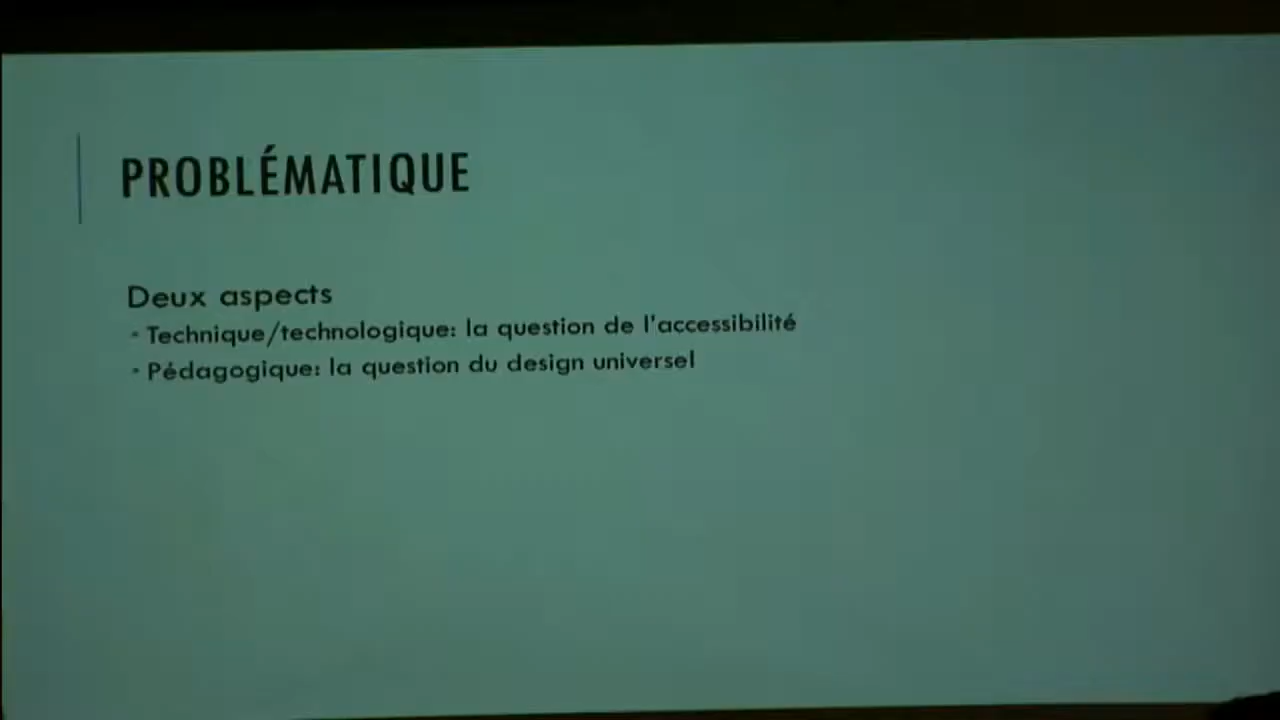 PROBLÉMATIQUE
Deux aspects
• Technique/technologique: la question de l'accessibilité
• Pédagogique: la question du design universel